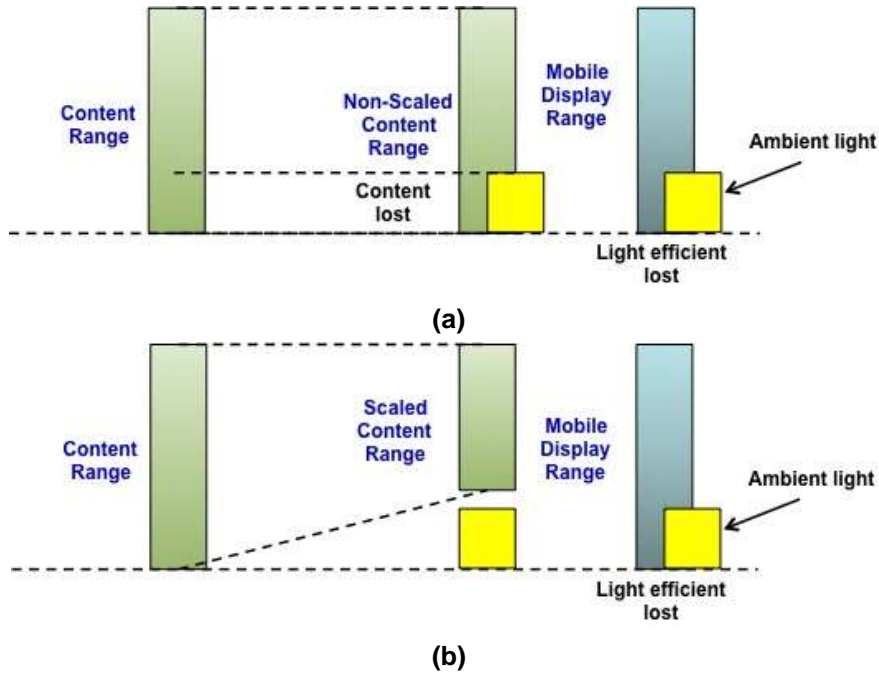 Content
Range
Non-Scaled
Content
Range
Content
lost
Mobile
Display
Range
Ambient light
Light efficient
lost
(a)
Content
Range
Scaled
Content
Range
Mobile
Display
Range
Ambient light
Light efficient
lost
(b)